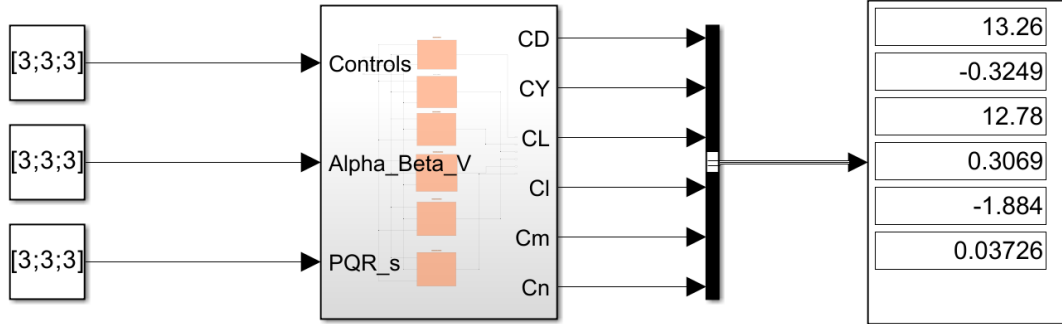 [3;3;3]
[3;3;3]
[3;3;3]
Controls
Alpha_Beta_V
PQR_s
CD
CY
CL
Cl
Cm
Cn
13.26
-0.3249
12.78
0.3069
-1.884
0.03726